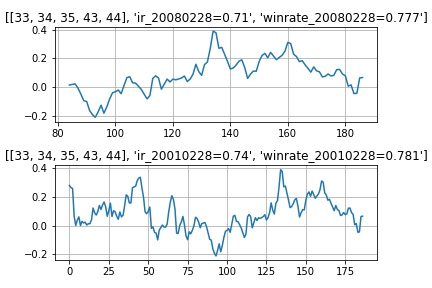 [[33, 34, 35, 43, 44], 'ir_20080228=0.71', 'winrate_20080228=0.777']
0.4
0.2
0.0
−0.2
80 100 120 140 160 180
[[33, 34, 35, 43, 44], 'ir_20010228=0.74', 'winrate_20010228=0.781']
0.4
0.2
0.0
−0.2
0 25 50 75 100 125 150 175